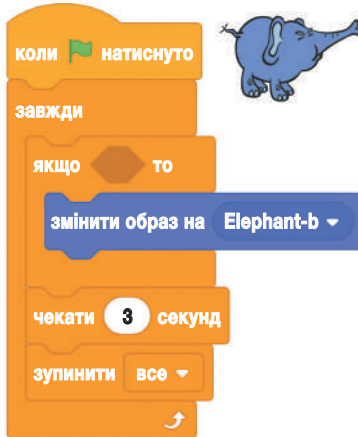 коли натиснуто
завжди
якщо то
змінити образ на Elephant-b
чекати 3 секунд
зупинити все